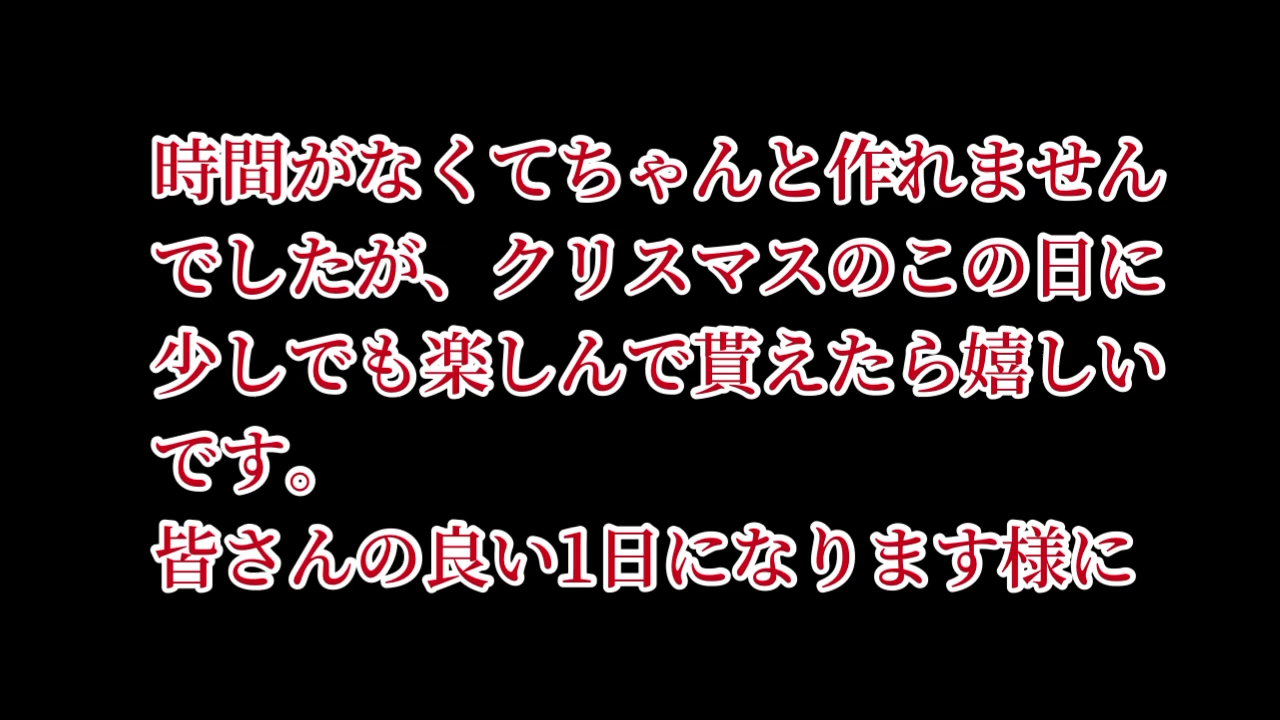 時間がなくてちゃんと作れません
でしたが、クリスマスのこの日に
少しでも楽しんで貰えたら嬉しい
です。
皆さんの良い1日になります様に